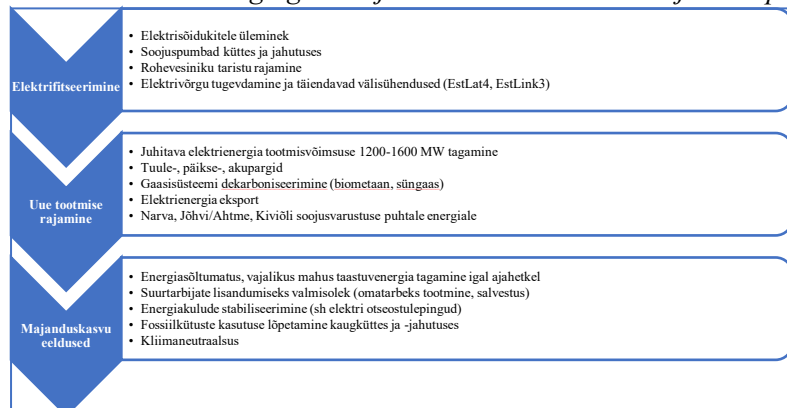 Elektrifitseerimine
• Elektrisõidukitele üleminek
• Soojuspumbad küttes ja jahutuses
• Rohevesiniku taristu rajamine
• Elektrivõrgu tugevdamine ja täiendavad välisühendused (EstLat4, EstLink3)
Uue tootmise
rajamine
• Juhitava elektrienergia tootmisvõimsuse 1200-1600 MW tagamine
• Tuule-, päikse-, akupargid
• Gaasisüsteemi dekarboniseerimine (biometaan, süngaas)
• Elektrienergia eksport
• Narva, Jõhvi/Ahtme, Kiviõli soojusvarustuse puhtale energiale
Majanduskasvu
eeldused
• Energiasõltumatus, vajalikus mahus taastuvenergia tagamine igal ajahetkel
• Suurtarbijate lisandumiseks valmisolek (omatarbeks tootmine, salvestus)
• Energiakulude stabiliseerimine (sh elektri otseostulepingud)
• Fossiilkütuste kasutuse lõpetamine kaugküttes ja -jahutuses
• Kliimaneutraalsus